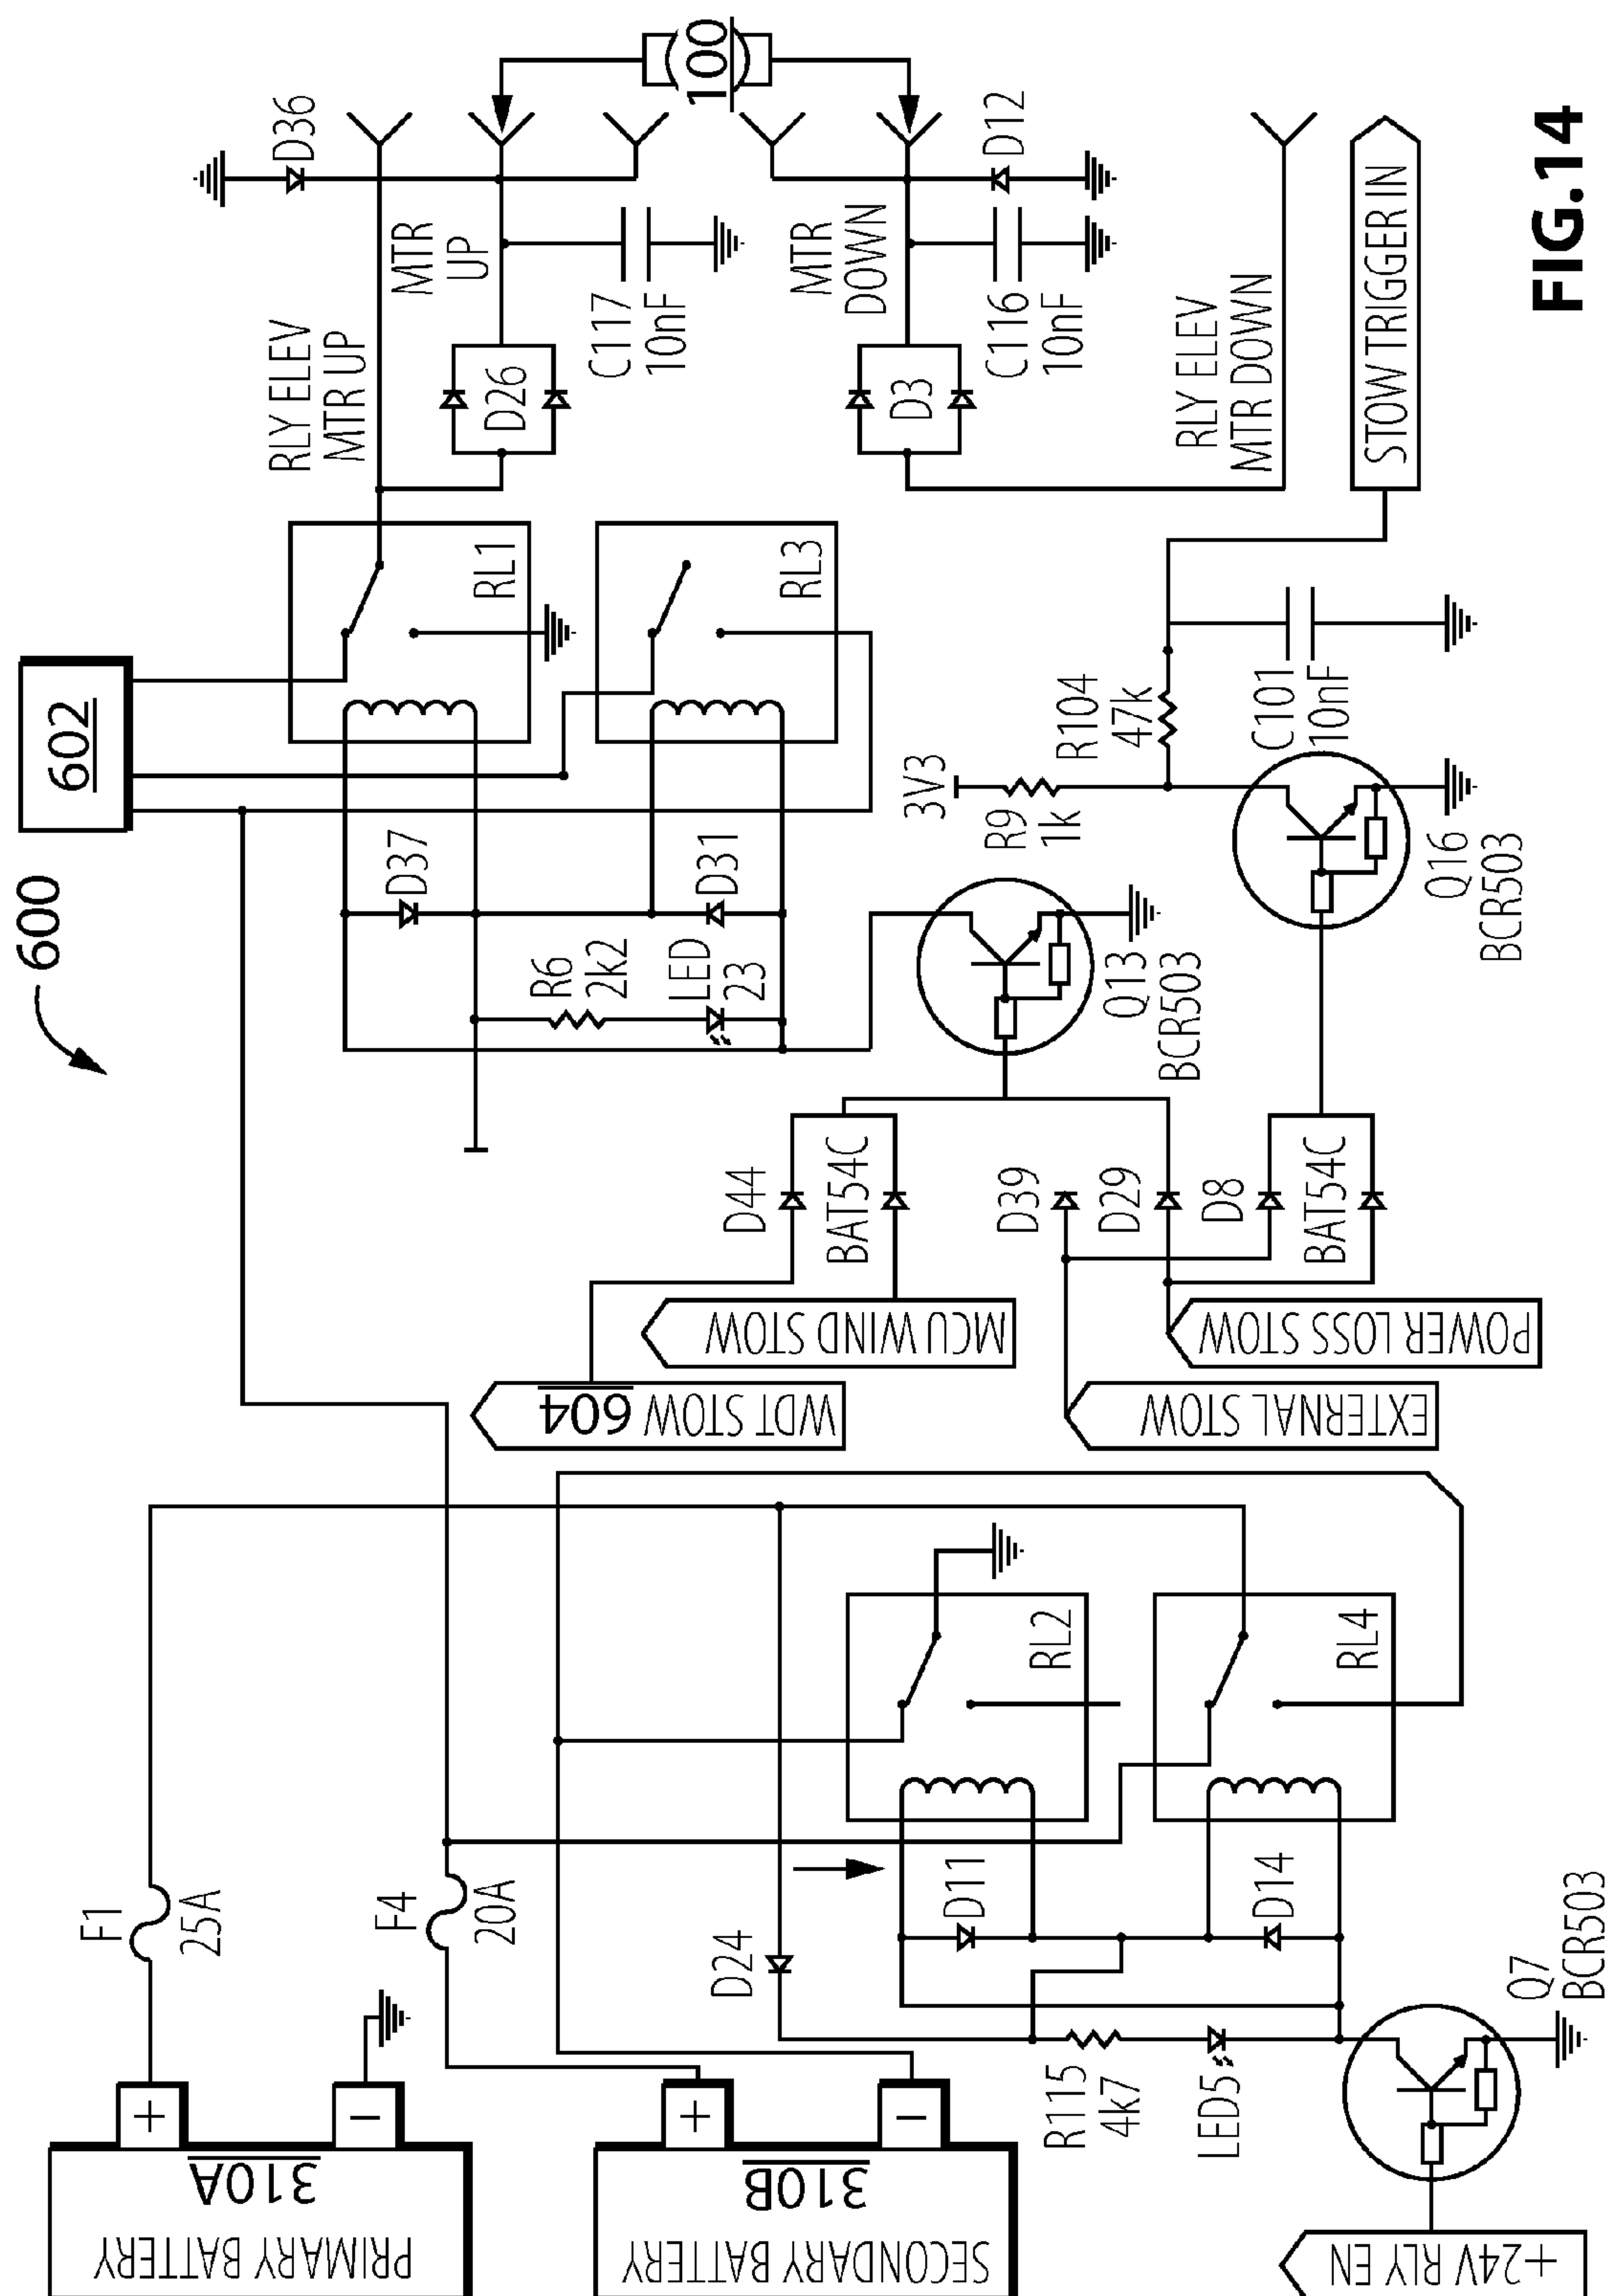 600
PRIMARY BATTERY
310A
+
−
F1
25A
F4
20A
SECONDARY BATTERY
310B
+
−
D24
D11
D14
RL2
RL4
R115
4k7
LED5
+24V RLY EN
Q7
BCR503
602
RL1
RL3
D37
D31
R6
2k2
LED
23
WDT STOW 604
MCU WIND STOW
EXTERNAL STOW
POWER LOSS STOW
D44
BAT54C
D39
D29
D8
BAT54C
Q13
BCR503
3V3
R9
1k
R104
47k
C101
10nF
Q16
BCR503
STOW TRIGGER IN
RLY ELEV
MTR UP
D36
MTR
UP
D26
C117
10nF
100
MTR
DOWN
D3
C116
10nF
D12
RLY ELEV
MTR DOWN
FIG.14